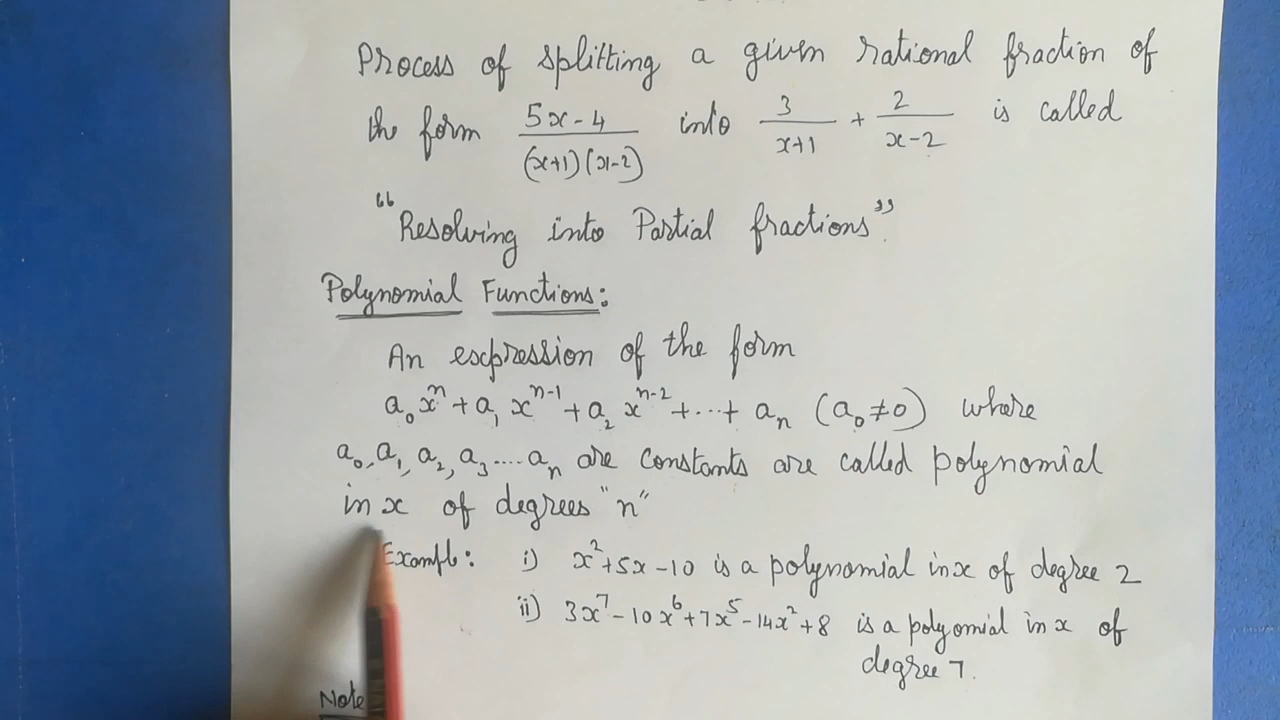 Process of splitting a given rational fraction of
the form (5x-4)/((x+1)(x-2)) into 3/(x+1) + 2/(x-2) is called
"Resolving into Partial fractions".
Polynomial Functions:
An expression of the form
a₀xⁿ + a₁xⁿ⁻¹ + a₂xⁿ⁻² + ... + aₙ (a₀ ≠ 0) where
a₀, a₁, a₂, a₃ .... aₙ are constants are called polynomial
in x of degrees "n"
Example: i) x² + 5x - 10 is a polynomial in x of degree 2
ii) 3x⁷ - 10x⁶ + 7x⁵ - 14x² + 8 is a polyomial in x of
degree 7.
Note